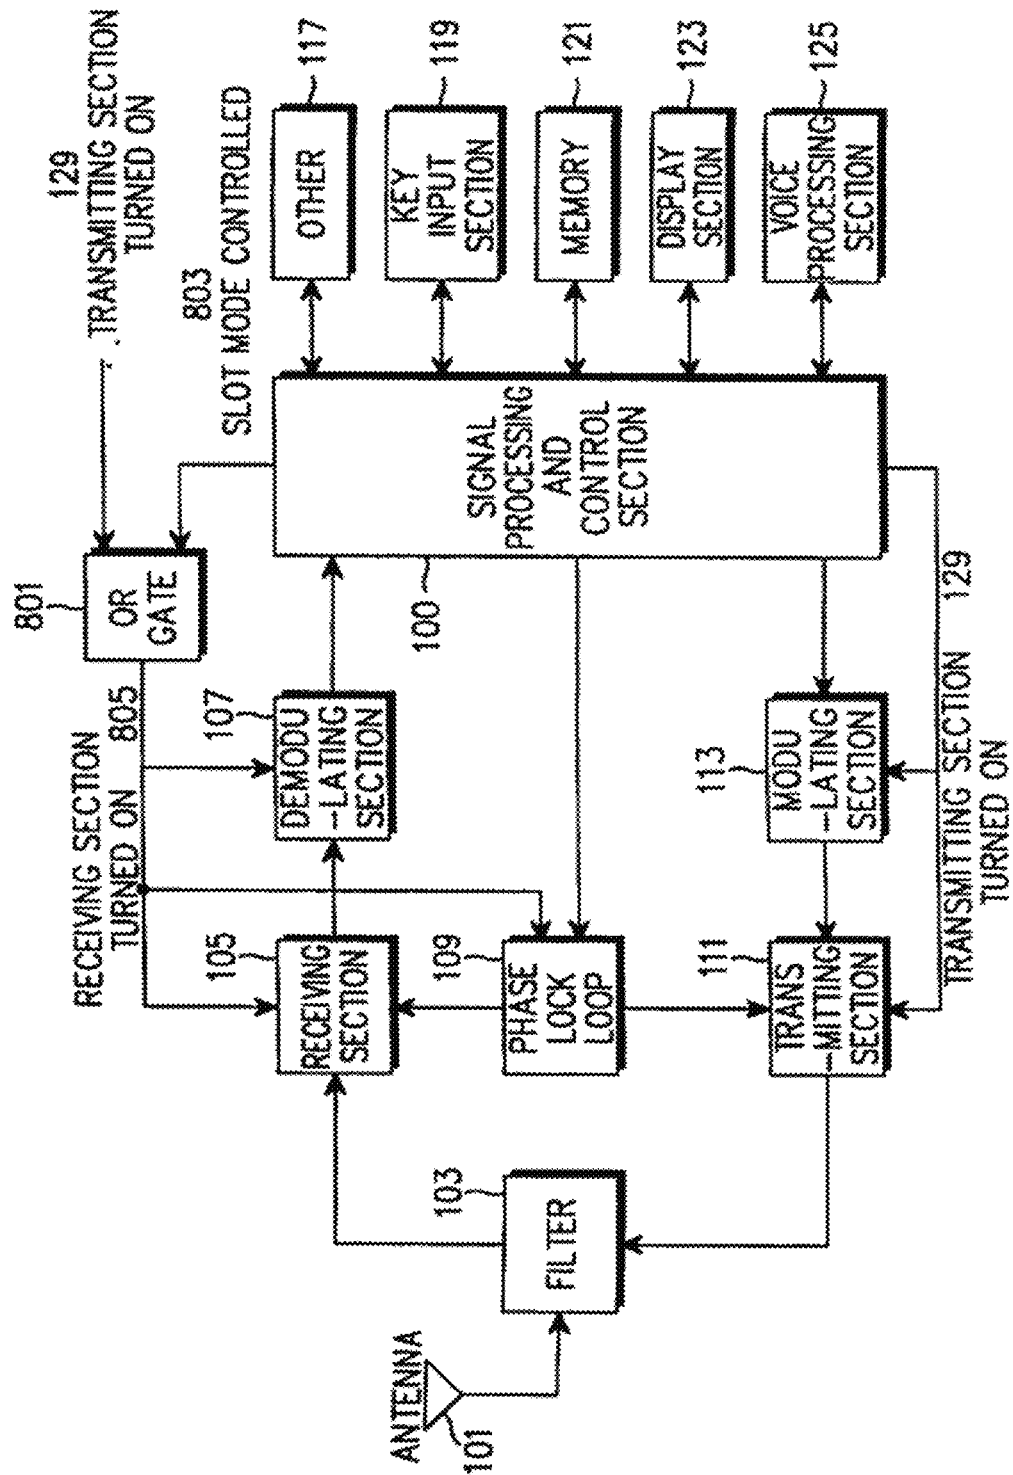 129
TRANSMITTING SECTION
TURNED ON
803
SLOT MODE CONTROLLED
801
OR
GATE
RECEIVING SECTION
TURNED ON 805
107
DEMODU
-LATING
SECTION
105
RECEIVING
SECTION
100
SIGNAL
PROCESSING
AND
CONTROL
SECTION
OTHER
117
KEY
INPUT
SECTION
119
MEMORY
121
DISPLAY
SECTION
123
VOICE
PROCESSING
SECTION
125
ANTENNA
101
103
FILTER
109
PHASE
LOCK
LOOP
111
TRANS
-MITTING
SECTION
113
MODU
-LATING
SECTION
TRANSMITTING SECTION 129
TURNED ON